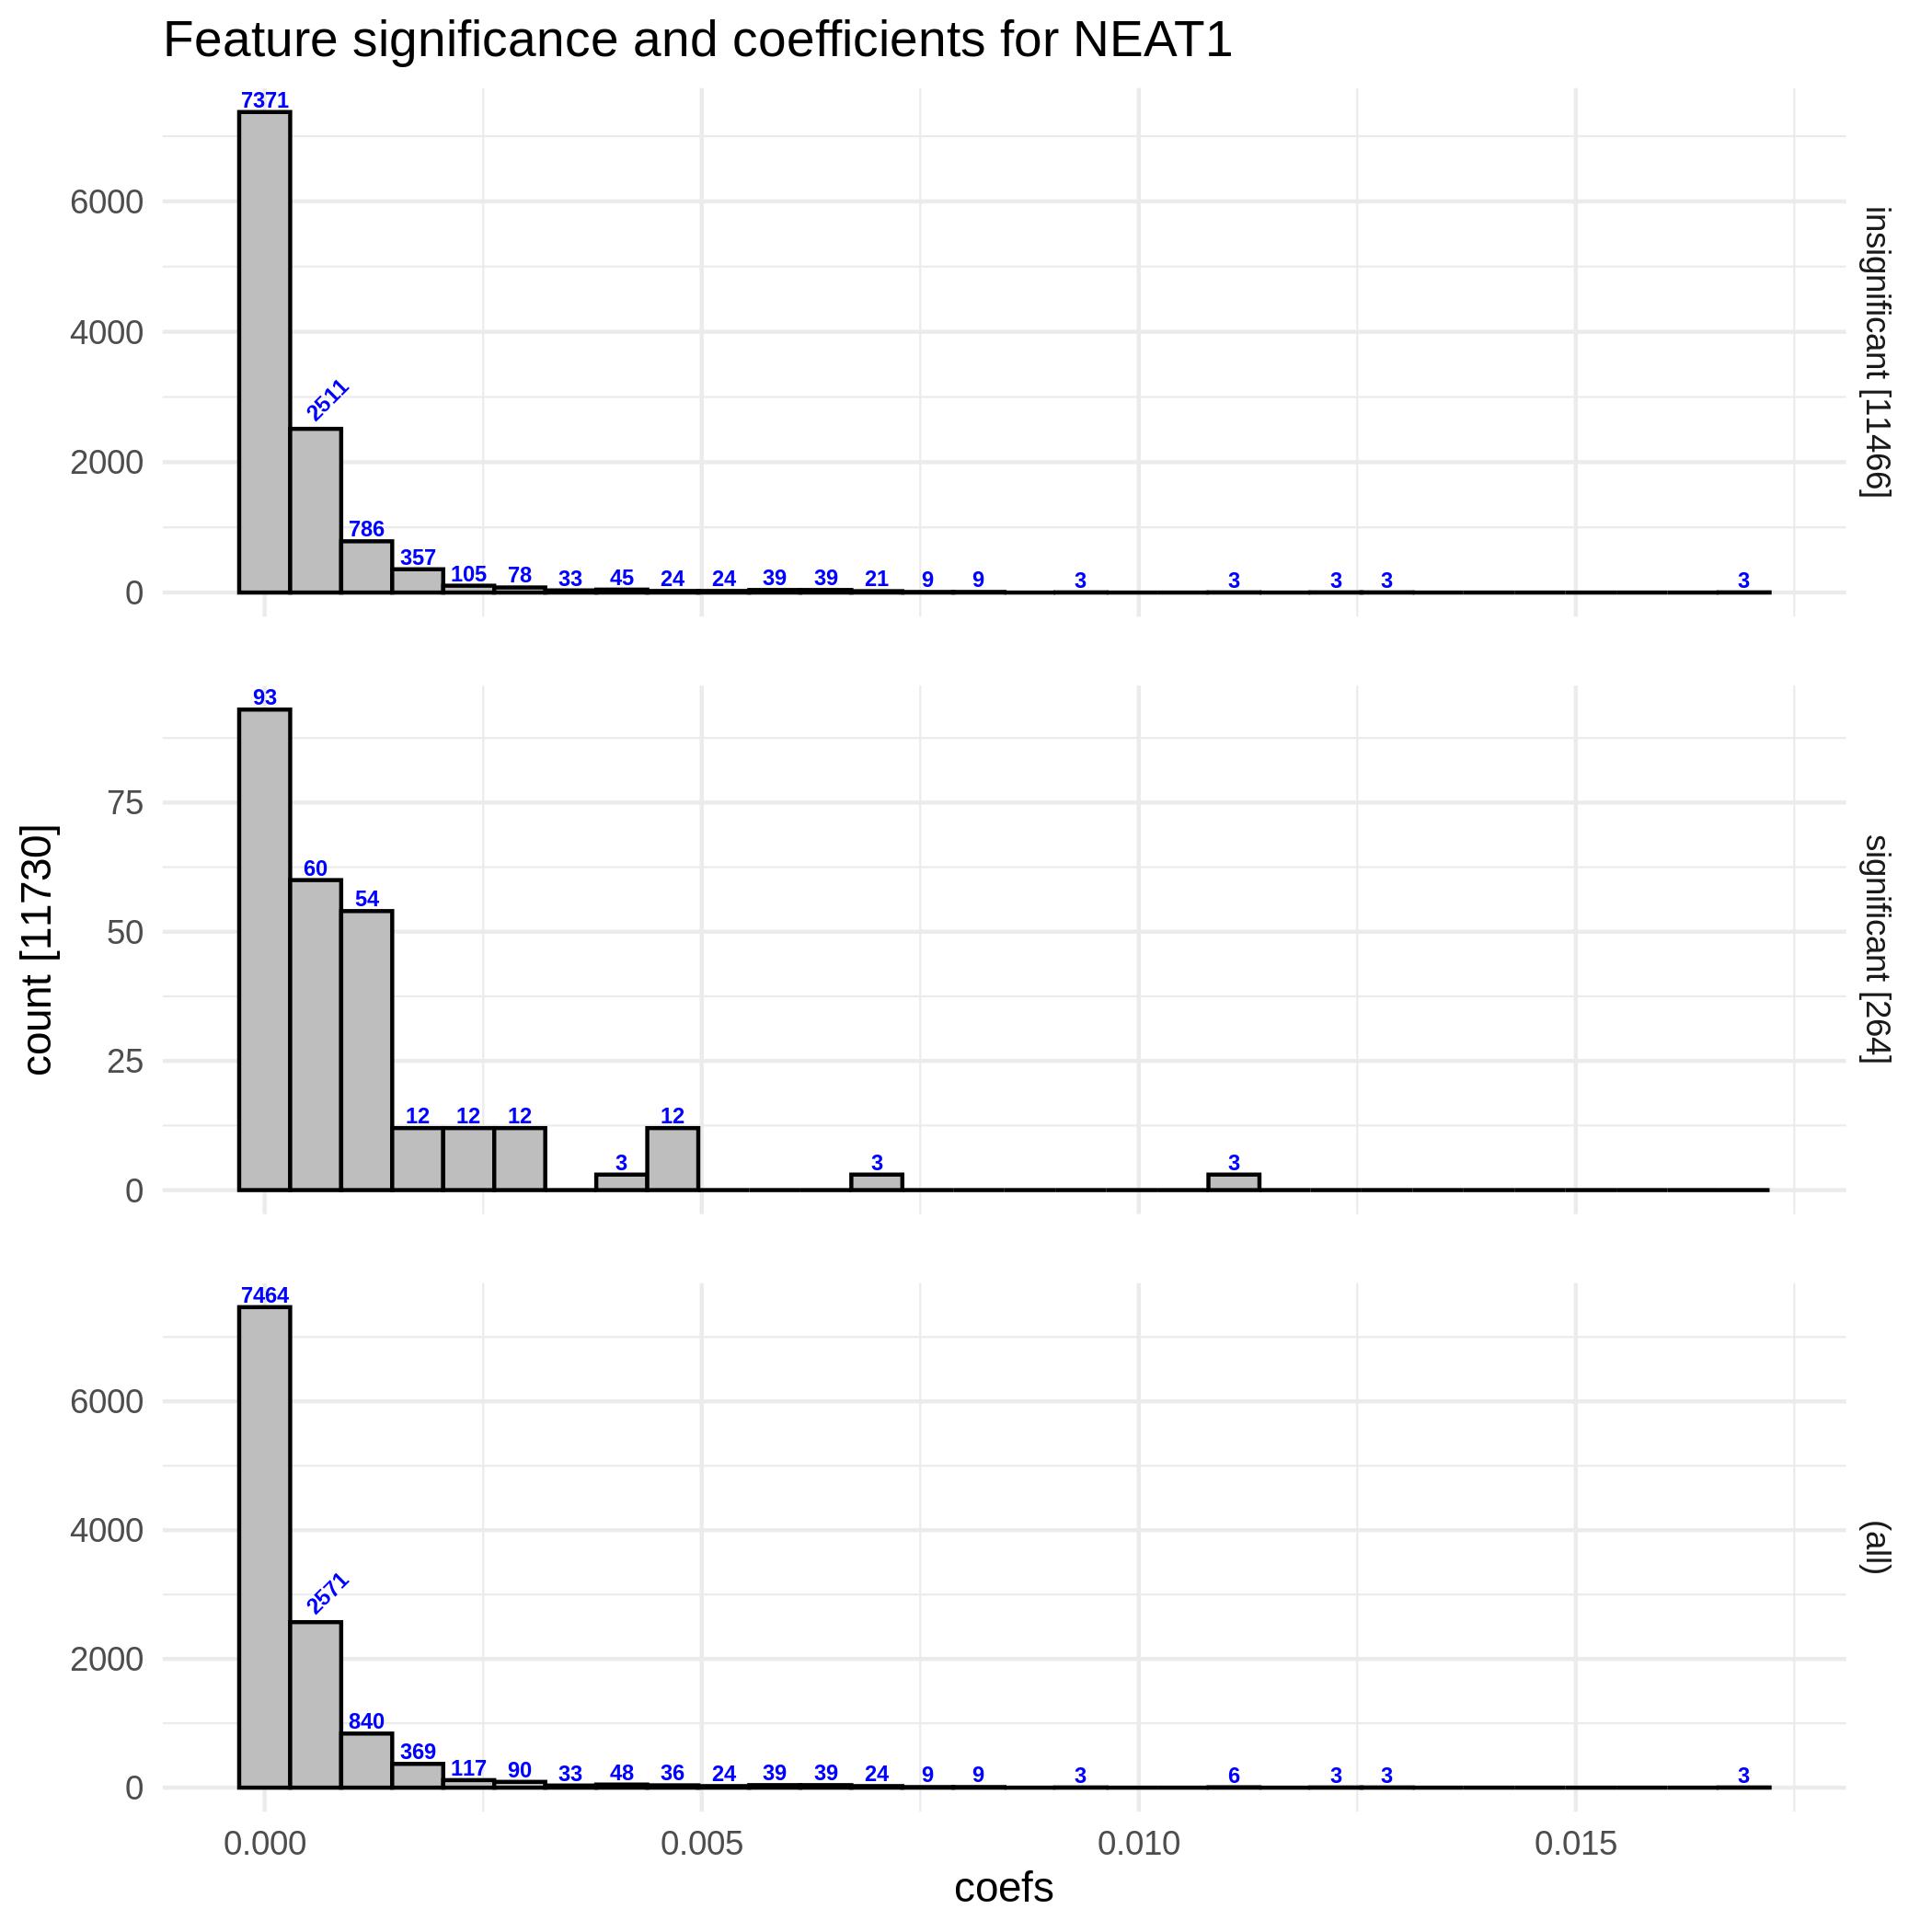 Feature significance and coefficients for NEAT1
7371
6000
4000
2511
2000
786
357
105 78 33 45 24 24 39 39 21 9 9 3 3 3 3 3
0
insignificant [11466]
93
75
60
54
50
25
12 12 12 3 12 3 3
0
significant [264]
count [11730]
7464
6000
4000
2571
2000
840
369
117 90 33 48 36 24 39 39 24 9 9 3 6 3 3 3
0
(all)
0.000 0.005 0.010 0.015
coefs